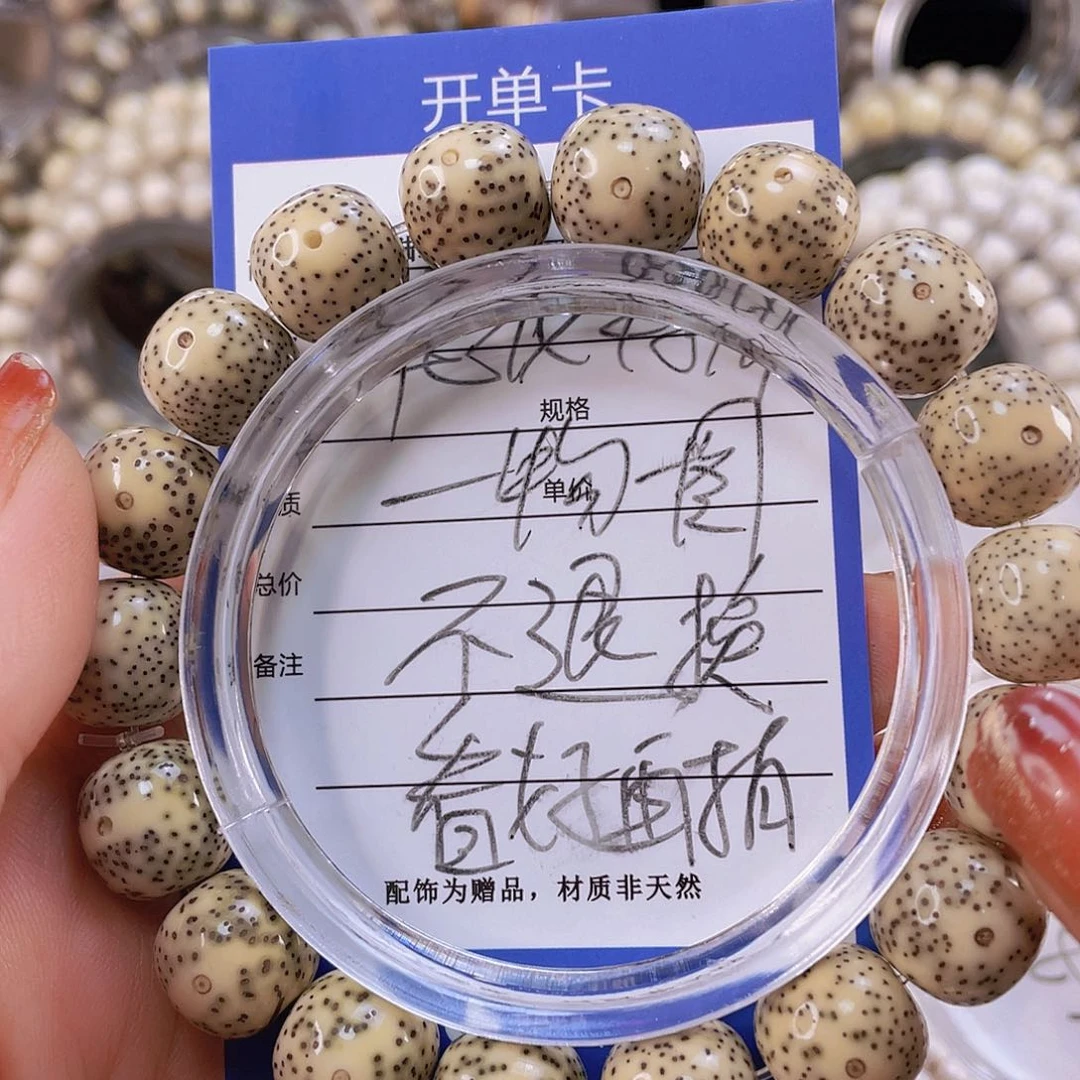 开单卡
规格
一物一图
质
单价
总价
不退换
备注
看好再拍
配饰为赠品，材质非天然